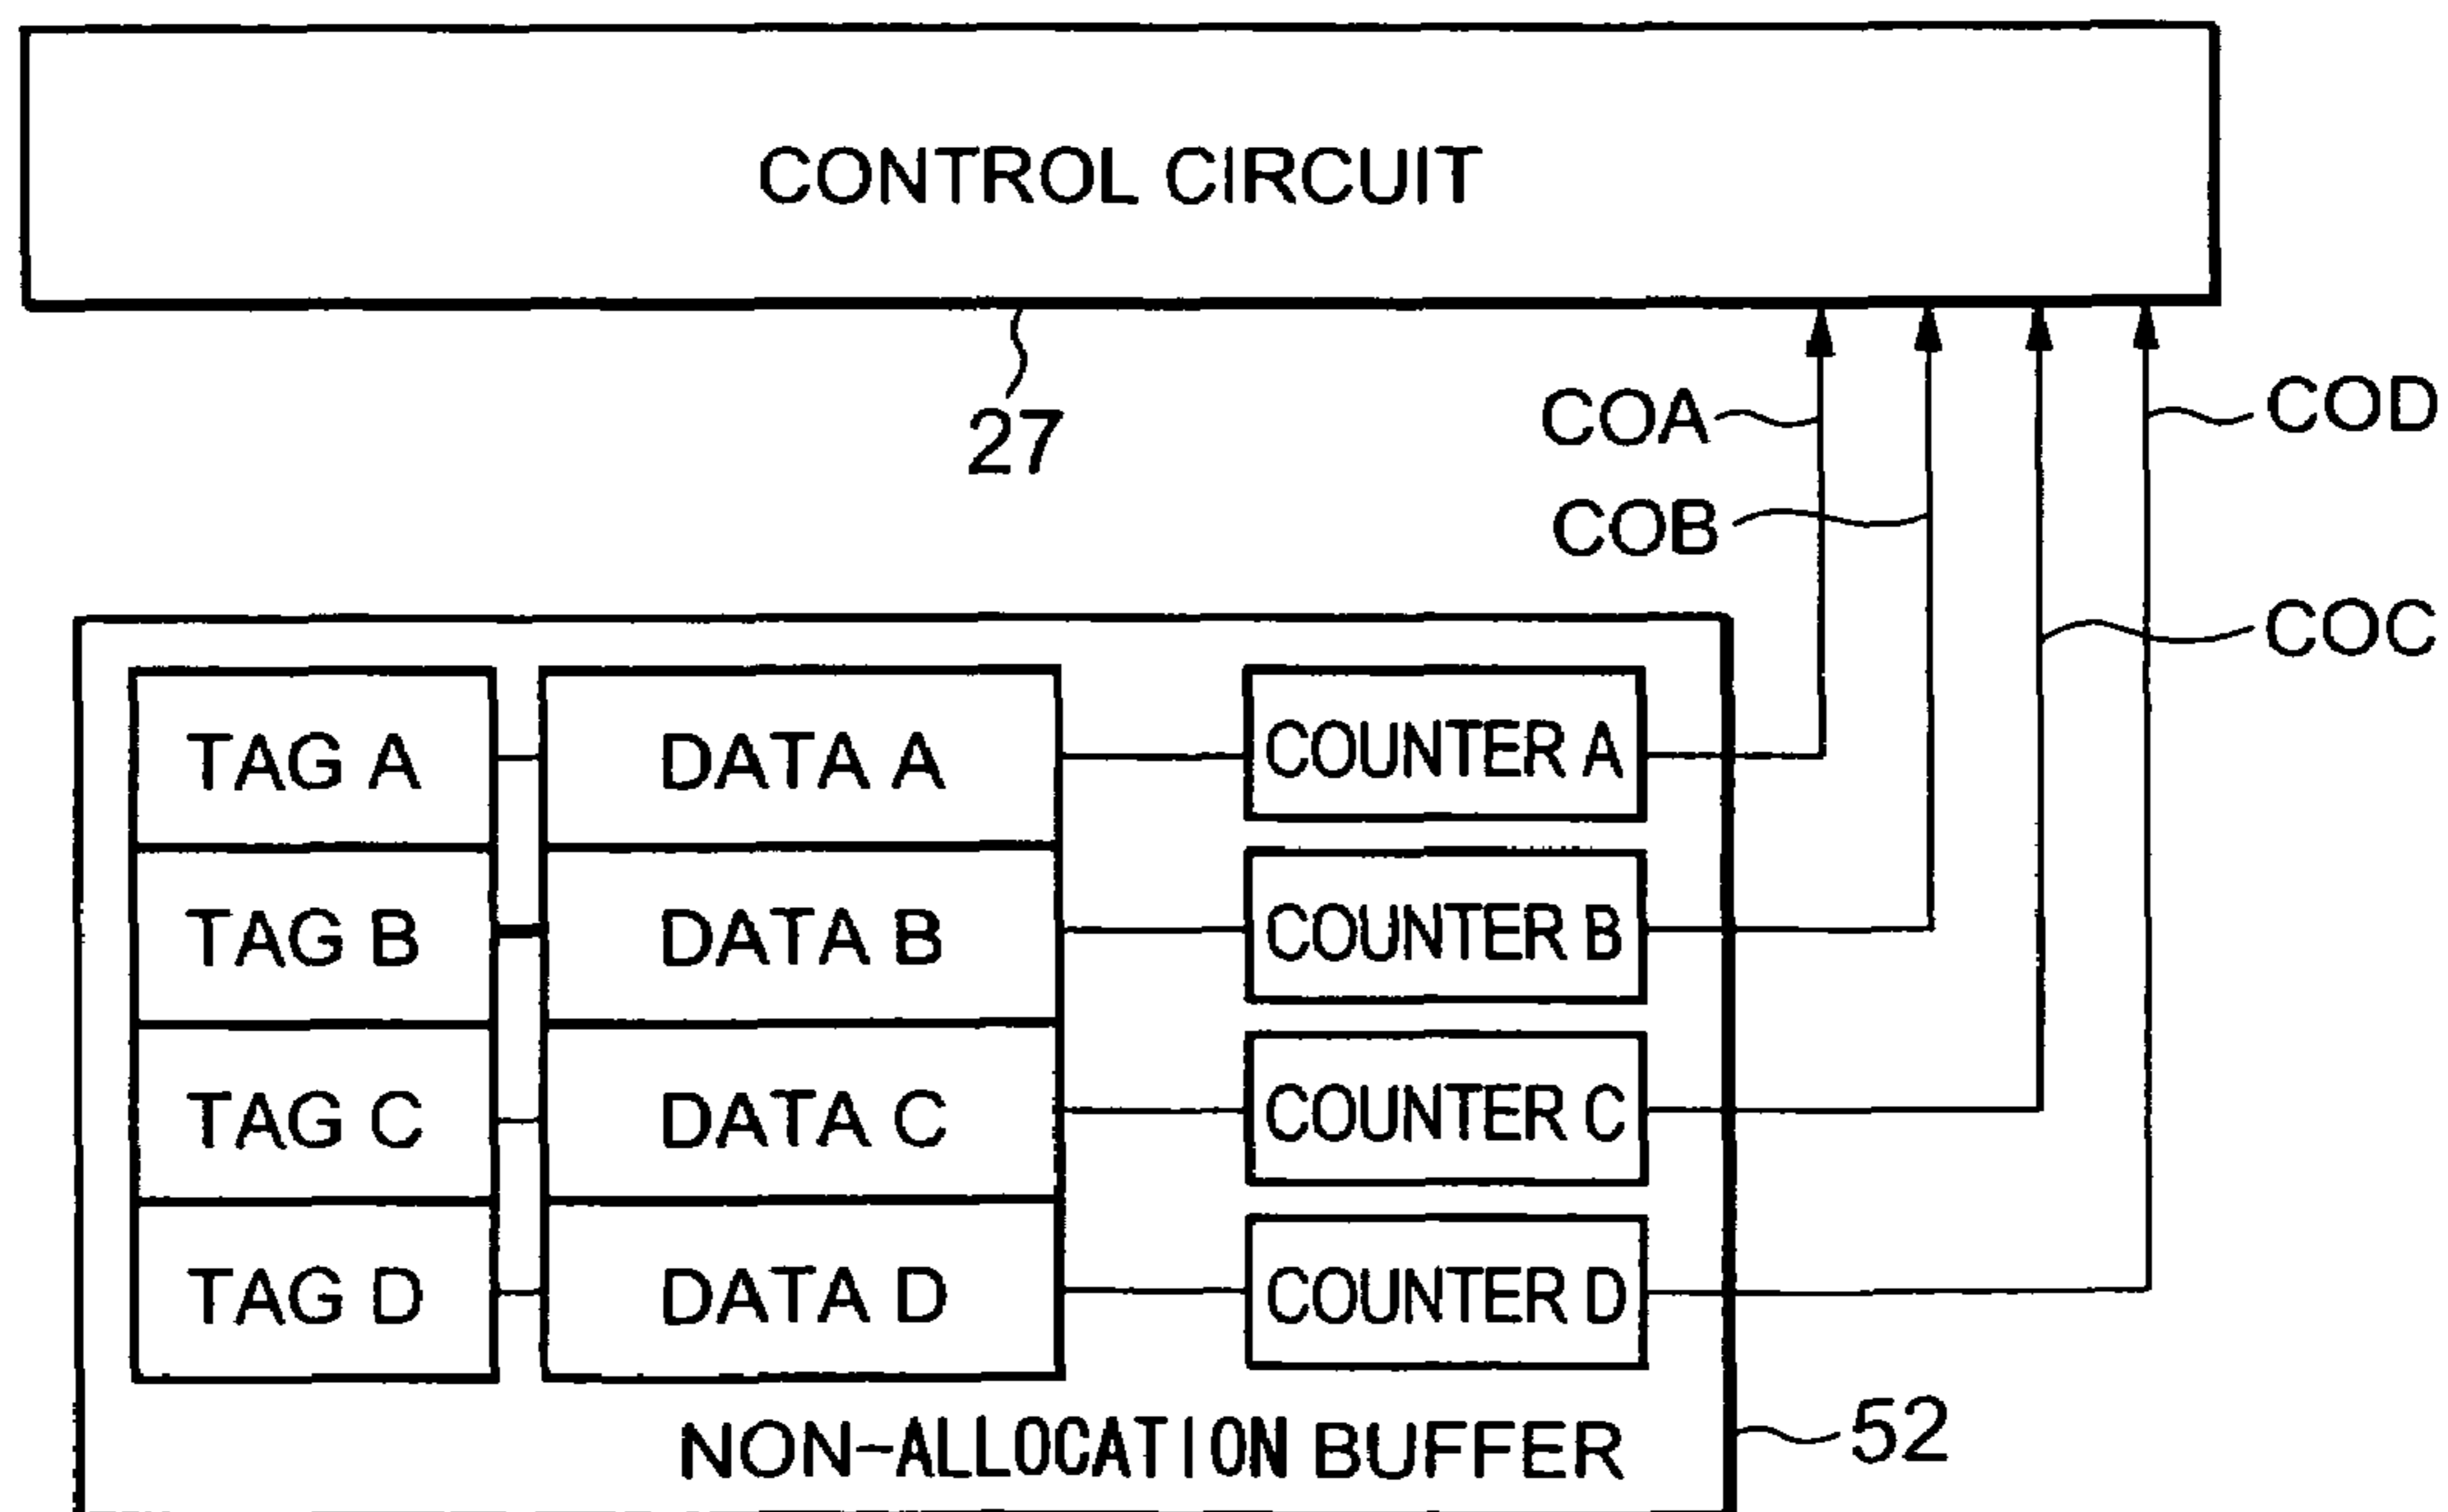 CONTROL CIRCUIT
27
COA
COD
COB
COC
TAG A
DATA A
COUNTER A
TAG B
DATA B
COUNTER B
TAG C
DATA C
COUNTER C
TAG D
DATA D
COUNTER D
NON-ALLOCATION BUFFER
52